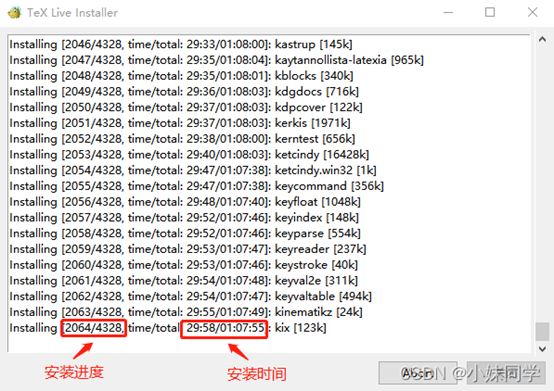 TeX Live Installer
Installing [2046/4328, time/total: 29:33/01:08:00]: kastrup [145k]
Installing [2047/4328, time/total: 29:35/01:08:04]: kaytannollista-latexia [965k]
Installing [2048/4328, time/total: 29:35/01:08:01]: kblocks [340k]
Installing [2049/4328, time/total: 29:36/01:08:03]: kdgdocs [716k]
Installing [2050/4328, time/total: 29:37/01:08:03]: kdpcover [122k]
Installing [2051/4328, time/total: 29:37/01:08:03]: kerkis [1971k]
Installing [2052/4328, time/total: 29:38/01:08:00]: kerntest [656k]
Installing [2053/4328, time/total: 29:40/01:08:03]: ketcindy [16428k]
Installing [2054/4328, time/total: 29:47/01:07:38]: ketcindy.win32 [1k]
Installing [2055/4328, time/total: 29:47/01:07:38]: keycommand [356k]
Installing [2056/4328, time/total: 29:48/01:07:40]: keyfloat [1048k]
Installing [2057/4328, time/total: 29:52/01:07:46]: keyindex [148k]
Installing [2058/4328, time/total: 29:52/01:07:46]: keyparse [554k]
Installing [2059/4328, time/total: 29:53/01:07:47]: keyreader [237k]
Installing [2060/4328, time/total: 29:53/01:07:46]: keystroke [40k]
Installing [2061/4328, time/total: 29:54/01:07:48]: keyval2e [311k]
Installing [2062/4328, time/total: 29:54/01:07:47]: keyvaltable [494k]
Installing [2063/4328, time/total: 29:55/01:07:49]: kinematikz [24k]
Installing [2064/4328, time/total: 29:58/01:07:55]: kix [123k]
安装进度 安装时间
Abort
CSDN @小妹同学